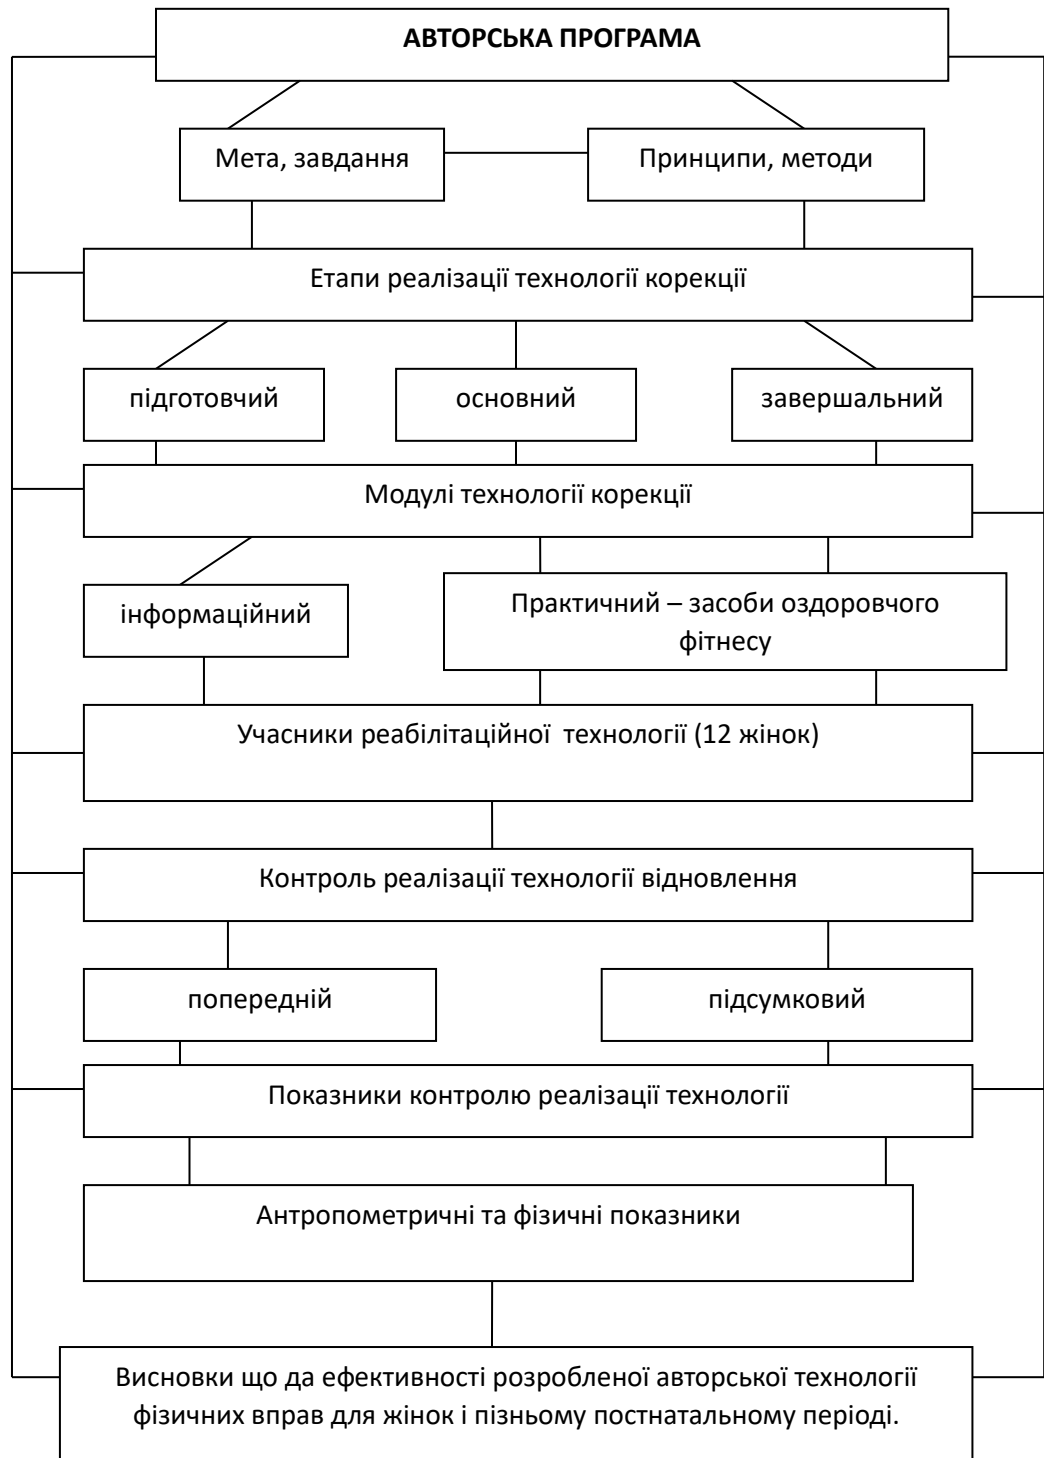 АВТОРСЬКА ПРОГРАМА
Мета, завдання
Принципи, методи
Етапи реалізації технології корекції
підготовчий
основний
завершальний
Модулі технології корекції
інформаційний
Практичний – засоби оздоровчого
фітнесу
Учасники реабілітаційної технології (12 жінок)
Контроль реалізації технології відновлення
попередній
підсумковий
Показники контролю реалізації технології
Антропометричні та фізичні показники
Висновки що да ефективності розробленої авторської технології
фізичних вправ для жінок і пізньому постнатальному періоді.